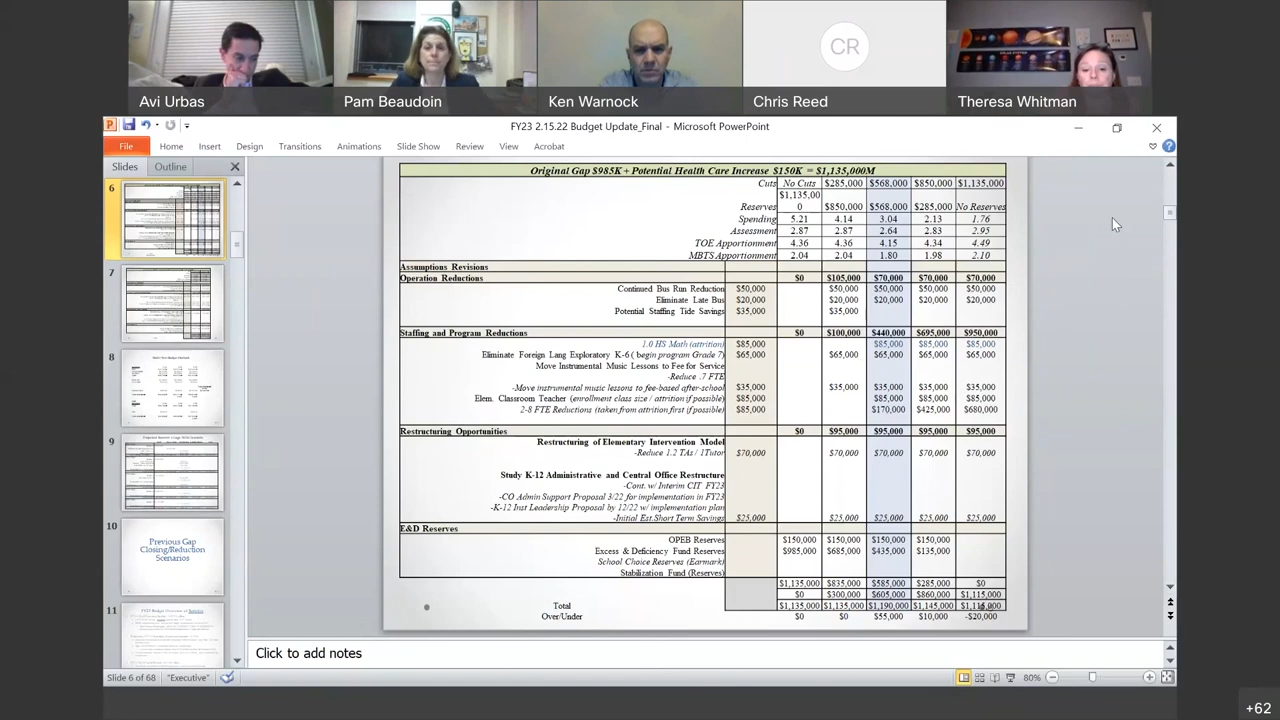 CR
Avi Urbas
Pam Beaudoin
Ken Warnock
Chris Reed
Theresa Whitman
FY23 2.15.22 Budget Update_Final - Microsoft PowerPoint
File Home Insert Design Transitions Animations Slide Show Review View Acrobat
Slides Outline
6
7
8
9
10
Previous Gap
Closing/Reduction
Scenarios
11
Original Gap $985K + Potential Health Care Increase $150K = $1,135,000M
Cuts No Cuts $285,000 $568,000 $850,000 $1,135,000
$1,135,00
Reserves 0 $850,000 $568,000 $285,000 No Reserves
Spending 5.21 4.14 3.04 2.13 1.76
Assessment 2.87 2.87 2.64 2.83 2.95
TOE Apportionment 4.36 4.36 4.15 4.34 4.49
MBTS Apportionment 2.04 2.04 1.80 1.98 2.10
Assumptions Revisions
Operation Reductions $0 $105,000 $70,000 $70,000 $70,000
Continued Bus Run Reduction $50,000 $50,000 $50,000 $50,000 $50,000
Eliminate Late Bus $20,000 $20,000 $20,000 $20,000 $20,000
Potential Staffing Tide Savings $35,000 $35,000
Staffing and Program Reductions $0 $100,000 $440,000 $695,000 $950,000
1.0 HS Math (attrition) $85,000 $85,000 $85,000 $85,000
Eliminate Foreign Lang Exploratory K-6 ( begin program Grade 7) $65,000 $65,000 $65,000 $65,000 $65,000
Move Instrumental Music Lessons to Fee for Service
-Reduce .7 FTE
-Move instrumental music lessons to fee-based after-school $35,000 $35,000 $35,000 $35,000 $35,000
Elem. Classroom Teacher (enrollment class size / attrition if possible) $85,000 $85,000 $85,000 $85,000
2-8 FTE Reductions (taken from attrition first if possible) $85,000 $170,000 $425,000 $680,000
Restructuring Opportunities $0 $95,000 $95,000 $95,000 $95,000
Restructuring of Elementary Intervention Model
-Reduce 1.2 TAs / 1Tutor $70,000 $70,000 $70,000 $70,000 $70,000
Study K-12 Administrative and Central Office Restructure
-Cont. w/ Interim CIT FY23
-CO Admin Support Proposal 3/22 for implementation in FY23
-K-12 Inst Leadership Proposal by 12/22 w/ implementation plan
-Initial Est.Short Term Savings $25,000 $25,000 $25,000 $25,000 $25,000
E&D Reserves
OPEB Reserves $150,000 $150,000 $150,000 $150,000
Excess & Deficiency Fund Reserves $985,000 $685,000 $435,000 $135,000
School Choice Reserves (Earmark)
Stabilization Fund (Reserves)
$1,135,000 $835,000 $585,000 $285,000 $0
$0 $300,000 $605,000 $860,000 $1,115,000
Total $1,135,000 $1,135,000 $1,190,000 $1,145,000
Over/Under $0 $0 $55,000 $10,000 -$20,000
Click to add notes
Slide 6 of 68 "Executive" 80%
+62